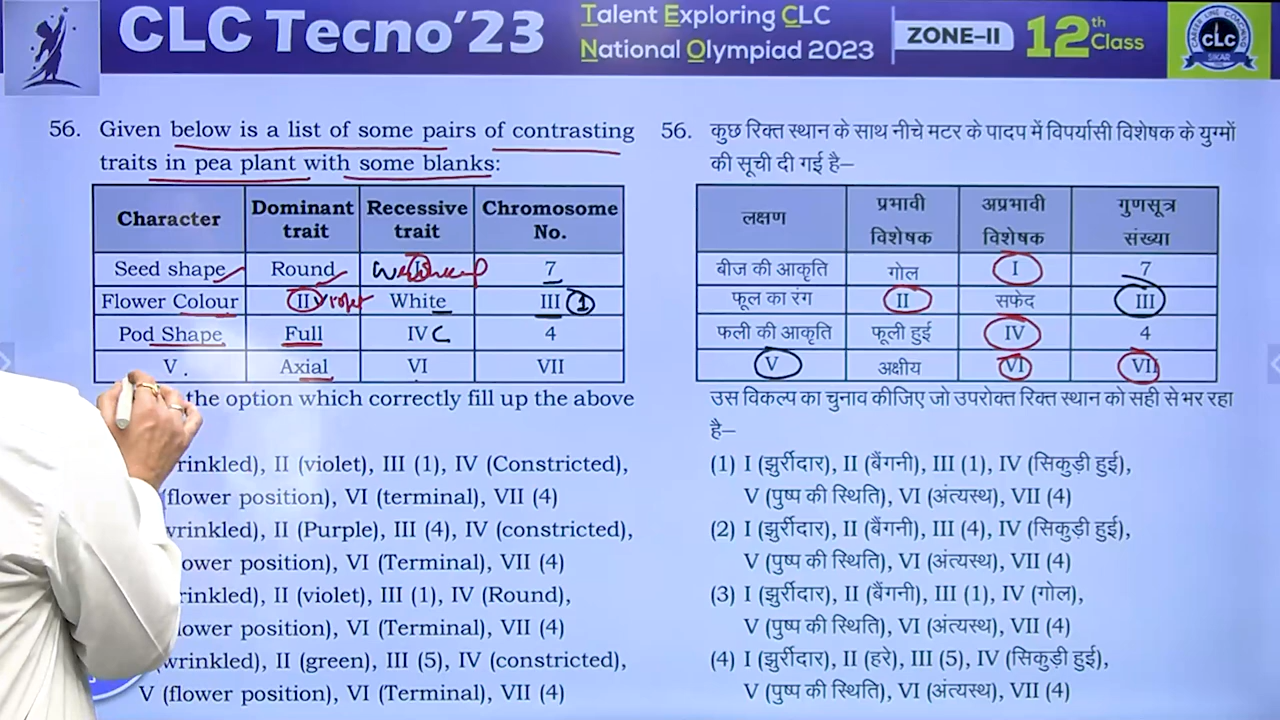 CLC Tecno'23
Talent Exploring CLC
National Olympiad 2023
ZONE–II
12th Class
CAREER LINE COACHING
CLC
SIKAR
56. Given below is a list of some pairs of contrasting
traits in pea plant with some blanks:
Character Dominant trait Recessive trait Chromosome No.
Seed shape Round I 7
Flower Colour II violet White III 1
Pod Shape Full IV C 4
V Axial VI VII
the option which correctly fill up the above
rinkled), II (violet), III (1), IV (Constricted),
(flower position), VI (terminal), VII (4)
wrinkled), II (Purple), III (4), IV (constricted),
lower position), VI (Terminal), VII (4)
rinkled), II (violet), III (1), IV (Round),
lower position), VI (Terminal), VII (4)
(wrinkled), II (green), III (5), IV (constricted),
V (flower position), VI (Terminal), VII (4)
56. कुछ रिक्त स्थान के साथ नीचे मटर के पादप में विपर्यासी विशेषक के युग्मों
की सूची दी गई है–
लक्षण प्रभावी विशेषक अप्रभावी विशेषक गुणसूत्र संख्या
बीज की आकृति गोल I 7
फूल का रंग II सफेद III
फली की आकृति फूली हुई IV 4
V अक्षीय VI VII
उस विकल्प का चुनाव कीजिए जो उपरोक्त रिक्त स्थान को सही से भर रहा
है–
(1) I (झुर्रीदार), II (बैंगनी), III (1), IV (सिकुड़ी हुई),
V (पुष्प की स्थिति), VI (अंत्यस्थ), VII (4)
(2) I (झुर्रीदार), II (बैंगनी), III (4), IV (सिकुड़ी हुई),
V (पुष्प की स्थिति), VI (अंत्यस्थ), VII (4)
(3) I (झुर्रीदार), II (बैंगनी), III (1), IV (गोल),
V (पुष्प की स्थिति), VI (अंत्यस्थ), VII (4)
(4) I (झुर्रीदार), II (हरे), III (5), IV (सिकुड़ी हुई),
V (पुष्प की स्थिति), VI (अंत्यस्थ), VII (4)